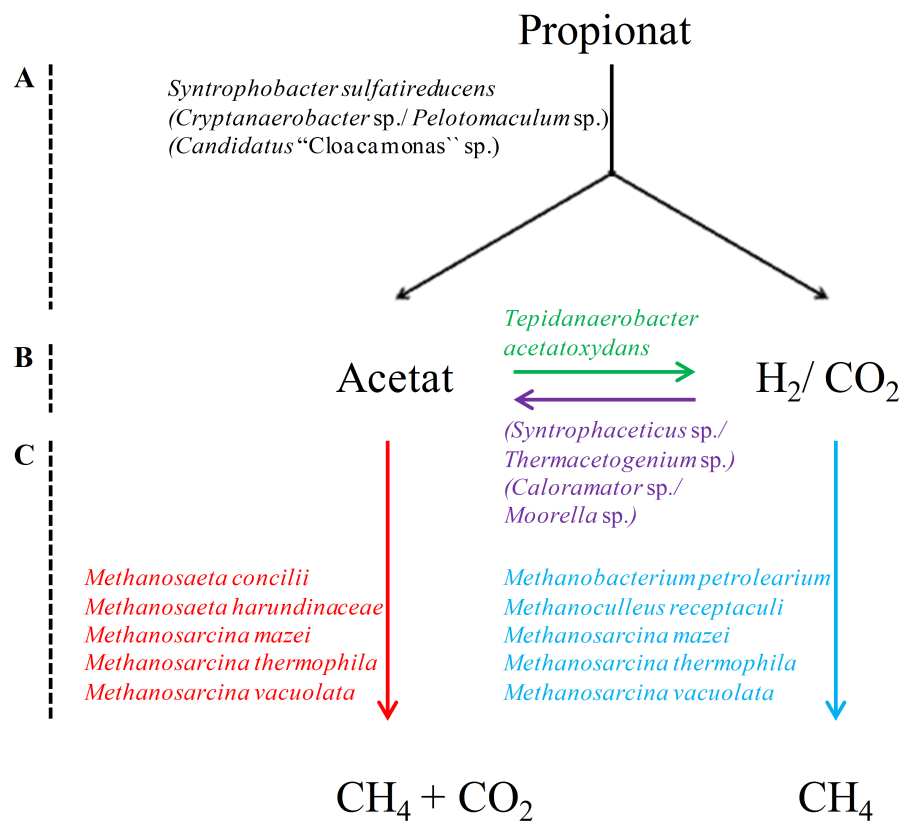 Propionat
A
Syntrophobacter sulfatireducens
(Cryptanaerobacter sp./ Pelotomaculum sp.)
(Candidatus “Cloacamonas`` sp.)
Tepidanaerobacter
acetatoxydans
B
Acetat
H₂/ CO₂
(Syntrophaceticus sp./
Thermacetogenium sp.)
(Caloramator sp./
Moorella sp.)
C
Methanosaeta concilii
Methanosaeta harundinaceae
Methanosarcina mazei
Methanosarcina thermophila
Methanosarcina vacuolata
Methanobacterium petrolearium
Methanoculleus receptaculi
Methanosarcina mazei
Methanosarcina thermophila
Methanosarcina vacuolata
CH₄ + CO₂
CH₄